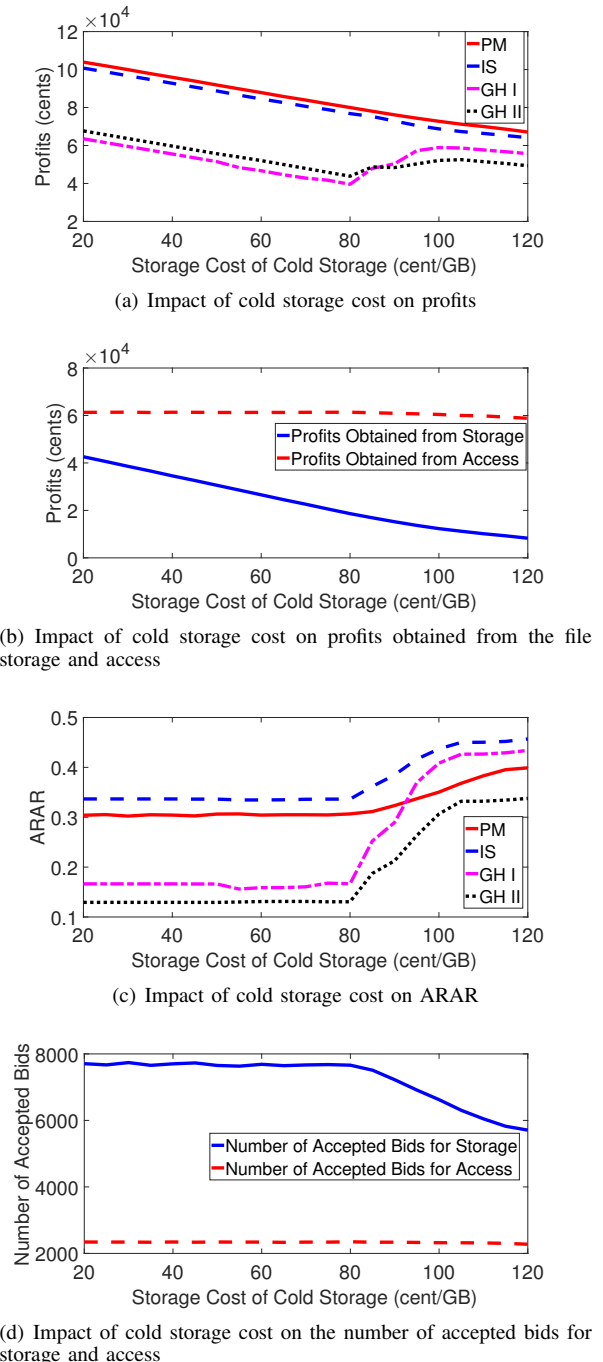 ×10^4
12
10
8
6
4
2
Profits (cents)
PM
IS
GH I
GH II
20 40 60 80 100 120
Storage Cost of Cold Storage (cent/GB)
(a) Impact of cold storage cost on profits
×10^4
8
6
4
2
0
Profits (cents)
Profits Obtained from Storage
Profits Obtained from Access
20 40 60 80 100 120
Storage Cost of Cold Storage (cent/GB)
(b) Impact of cold storage cost on profits obtained from the file
storage and access
0.5
0.4
0.3
0.2
0.1
ARAR
PM
IS
GH I
GH II
20 40 60 80 100 120
Storage Cost of Cold Storage (cent/GB)
(c) Impact of cold storage cost on ARAR
8000
6000
4000
2000
Number of Accepted Bids
Number of Accepted Bids for Storage
Number of Accepted Bids for Access
20 40 60 80 100 120
Storage Cost of Cold Storage (cent/GB)
(d) Impact of cold storage cost on the number of accepted bids for
storage and access